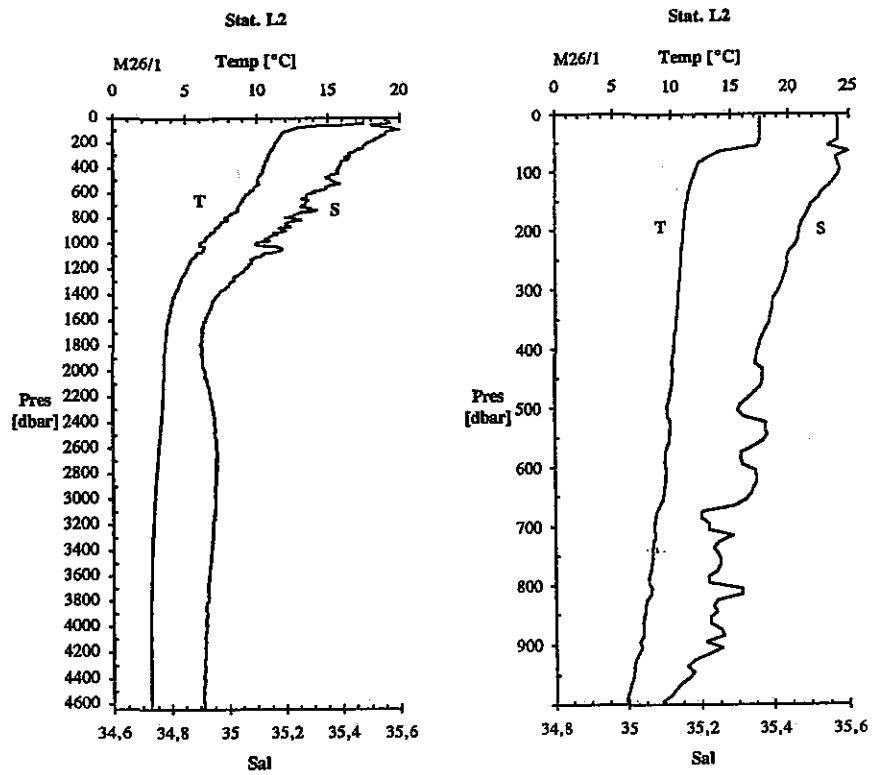 Stat. L2
M26/1 Temp [°C]
0 5 10 15 20
0
200
400
600
800
1000
1200
1400
1600
1800
2000
2200
2400
2600
2800
3000
3200
3400
3600
3800
4000
4200
4400
4600
Pres
[dbar]
T
S
34,6 34,8 35 35,2 35,4 35,6
Sal
Stat. L2
M26/1 Temp [°C]
0 5 10 15 20 25
0
100
200
300
400
500
600
700
800
900
Pres
[dbar]
T
S
34,8 35 35,2 35,4 35,6
Sal